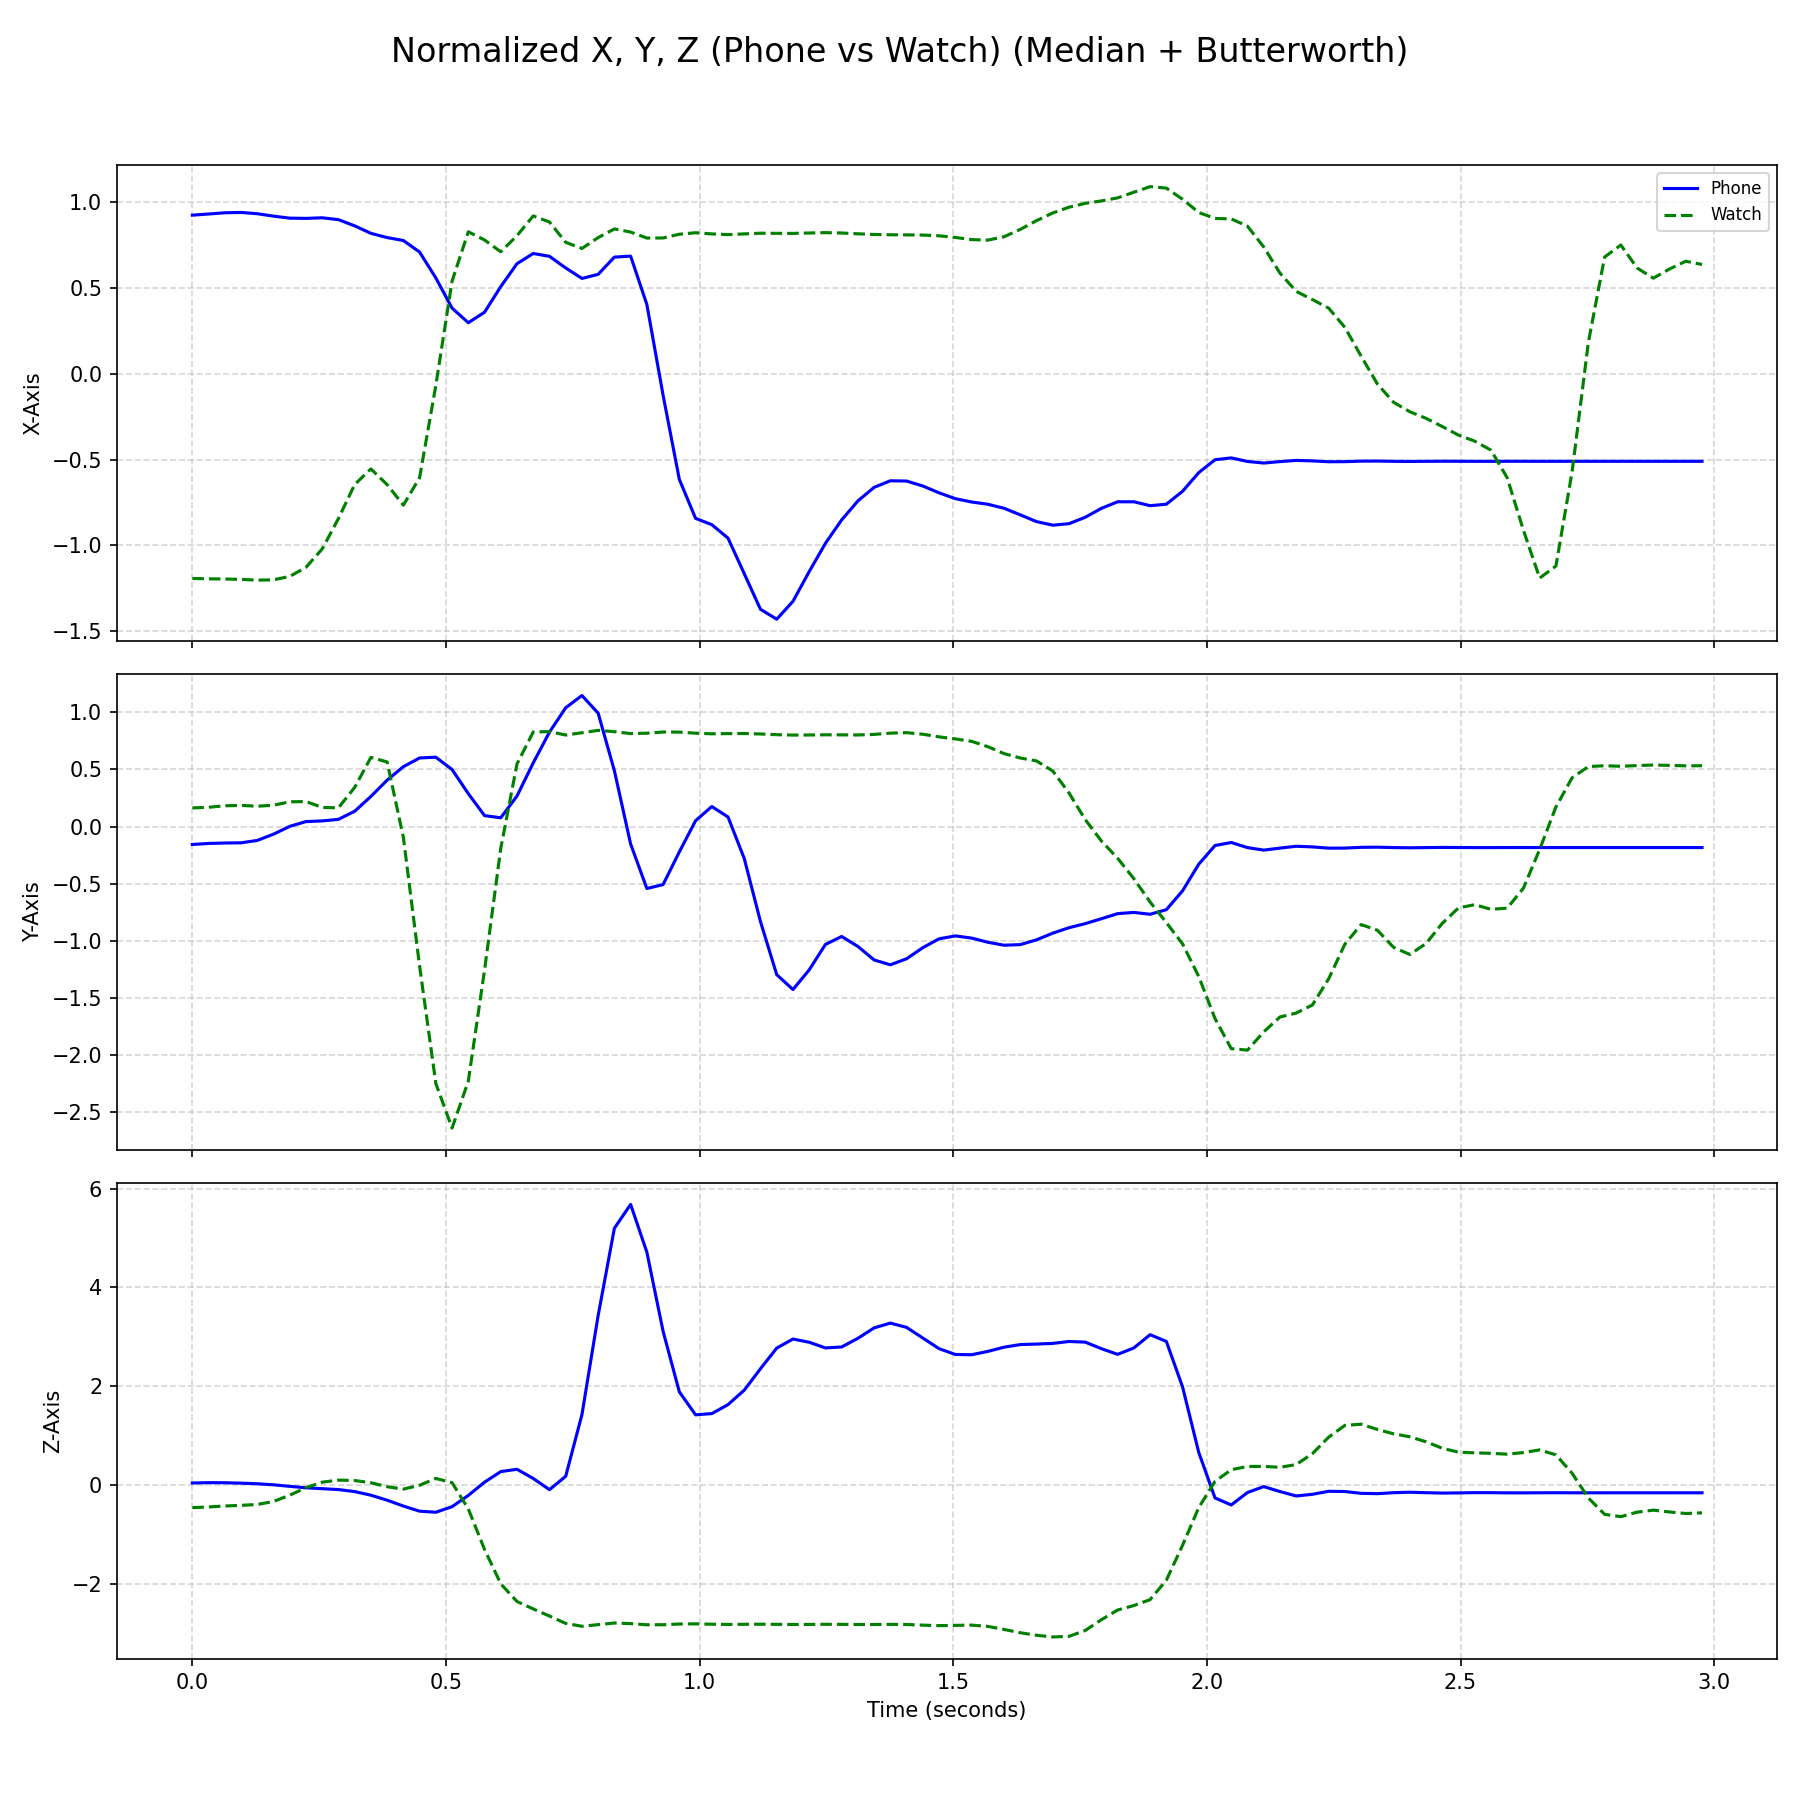 Normalized X, Y, Z (Phone vs Watch) (Median + Butterworth)
Phone
Watch
X-Axis
1.0
0.5
0.0
−0.5
−1.0
−1.5
Y-Axis
1.0
0.5
0.0
−0.5
−1.0
−1.5
−2.0
−2.5
Z-Axis
6
4
2
0
−2
0.0 0.5 1.0 1.5 2.0 2.5 3.0
Time (seconds)